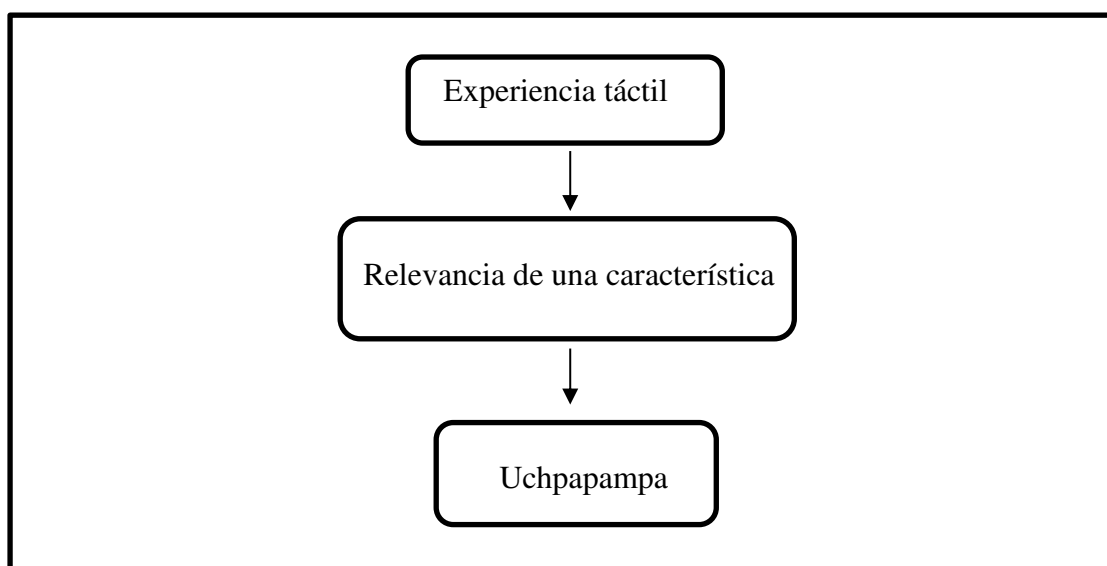 Experiencia táctil
Relevancia de una característica
Uchpapampa